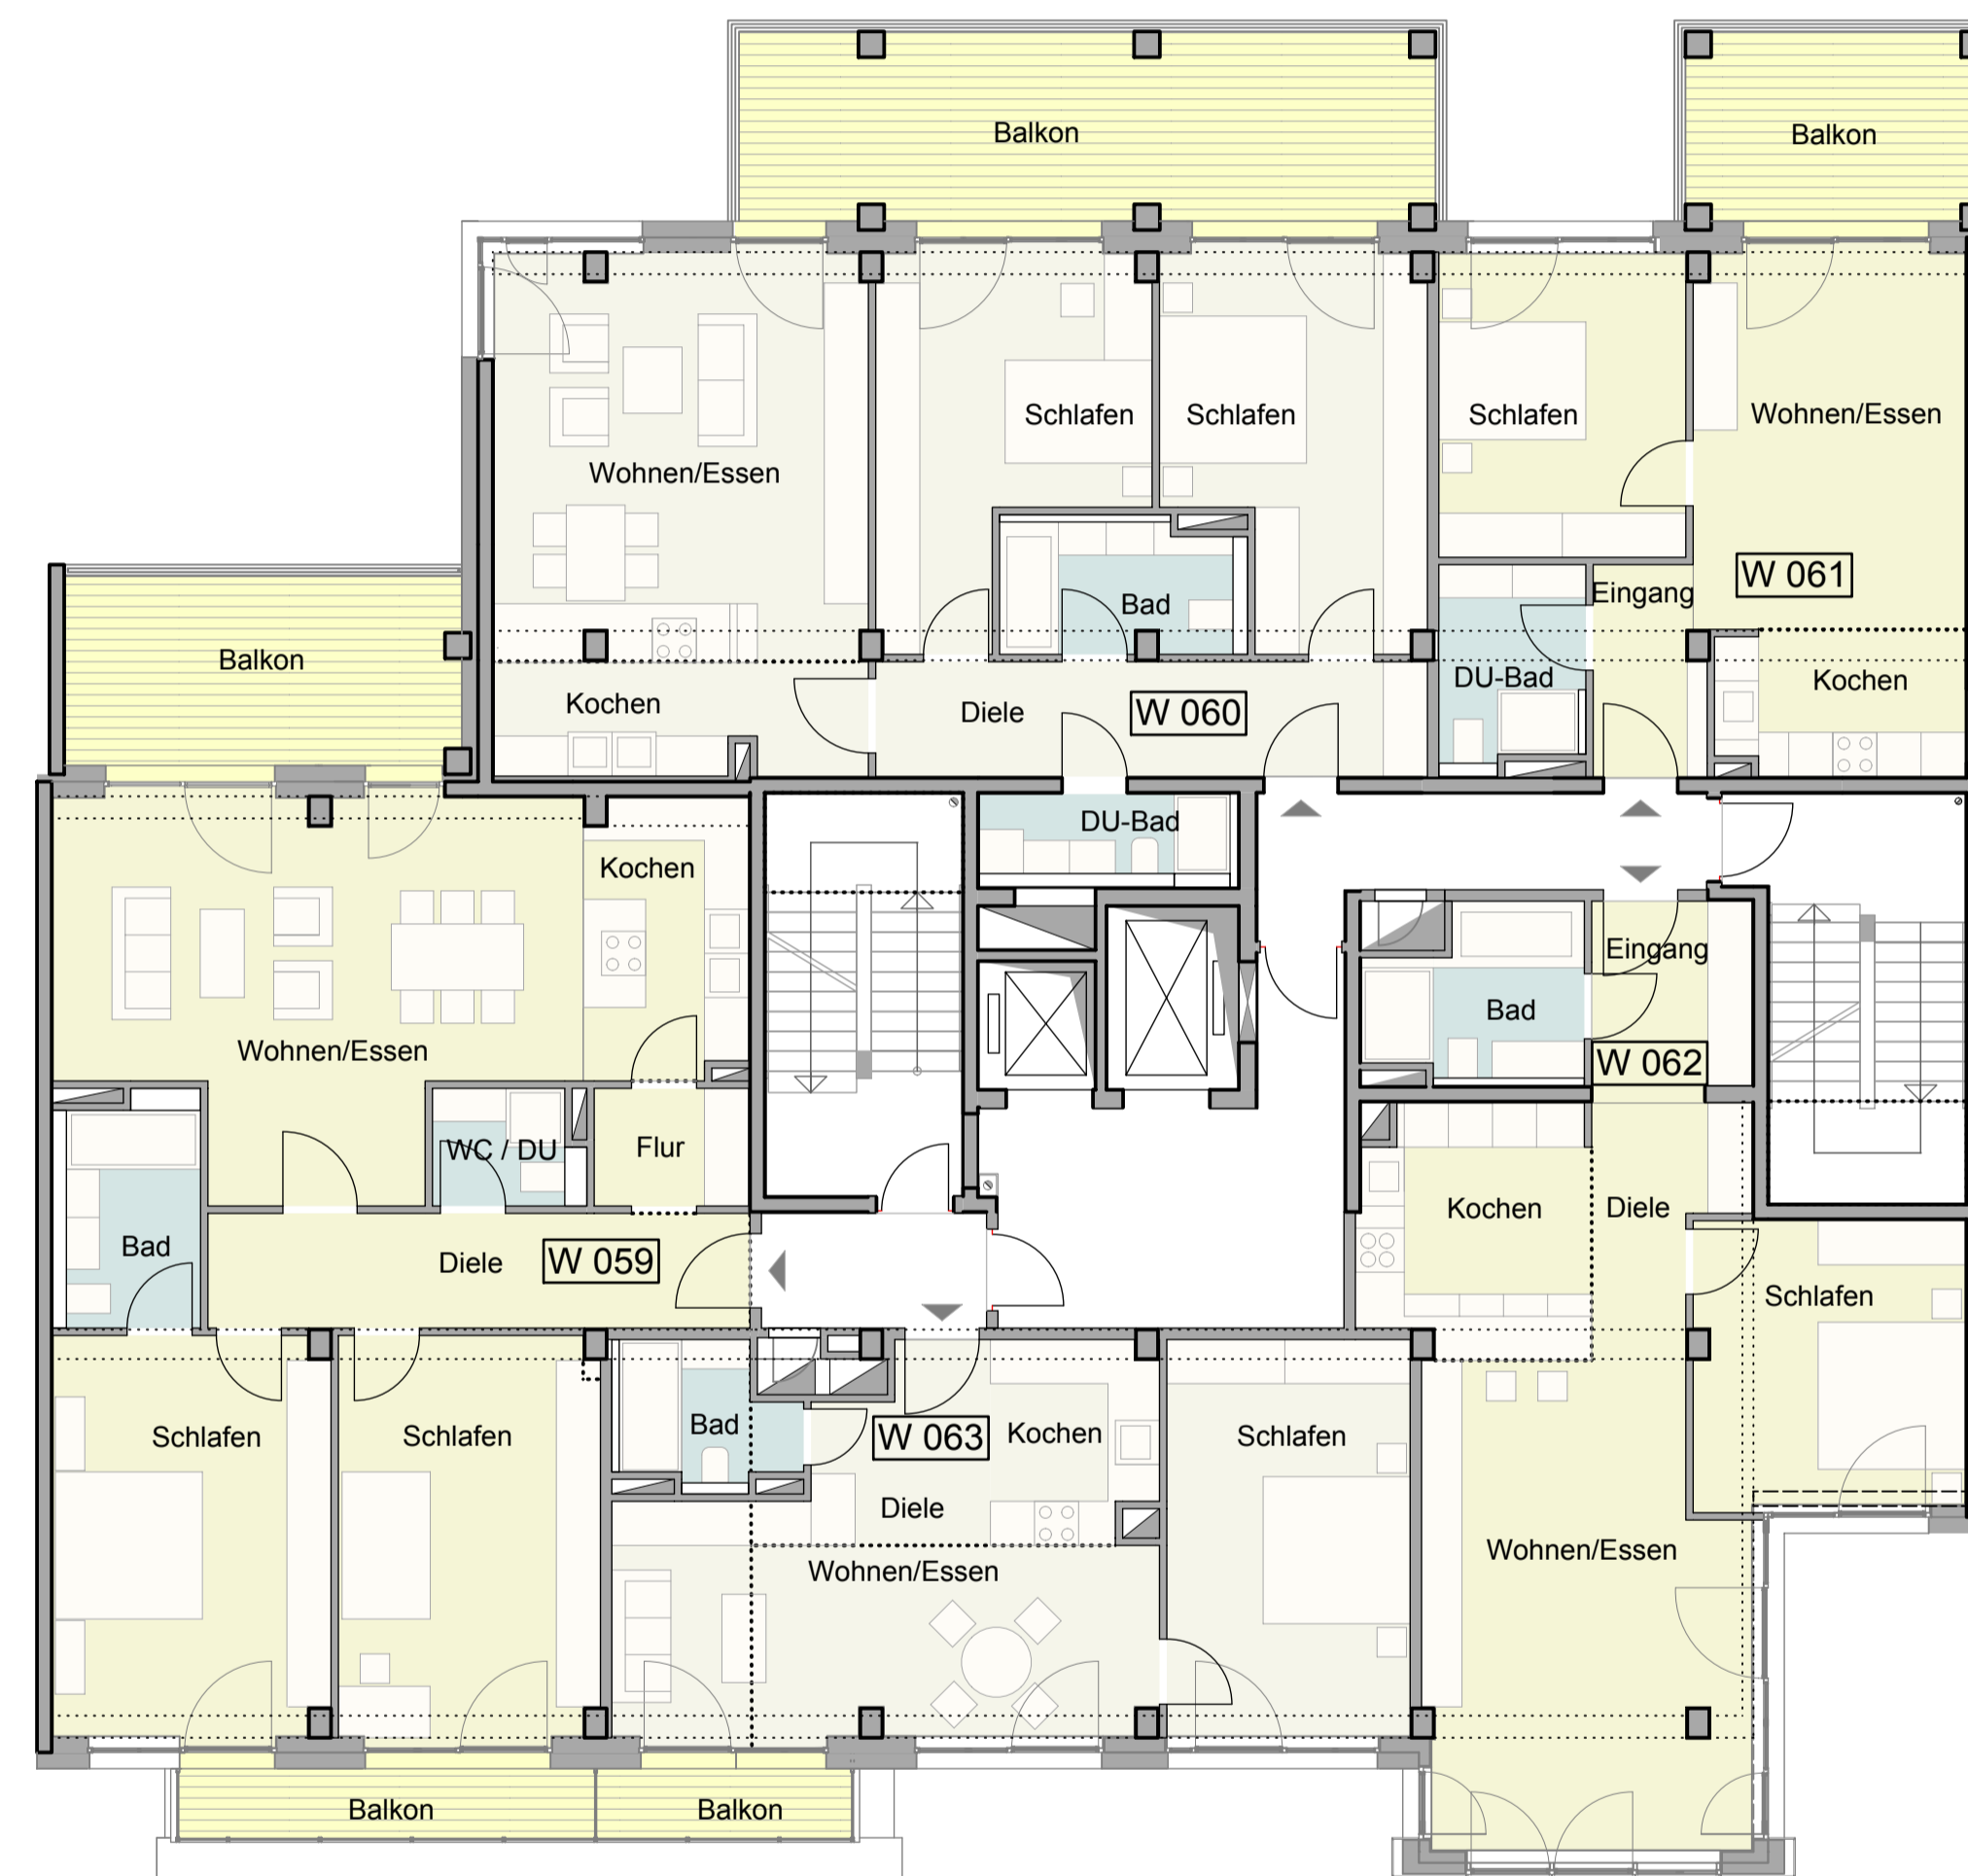 Balkon
Balkon
Schlafen
Schlafen
Schlafen
Wohnen/Essen
Wohnen/Essen
W 061
Eingang
Bad
Balkon
DU-Bad
Kochen
Kochen
Diele
W 060
DU-Bad
Kochen
Eingang
Bad
Wohnen/Essen
W 062
WC / DU
Flur
Kochen
Diele
Bad
Diele
W 059
Schlafen
Schlafen
Schlafen
Bad
W 063
Kochen
Schlafen
Diele
Wohnen/Essen
Wohnen/Essen
Balkon
Balkon